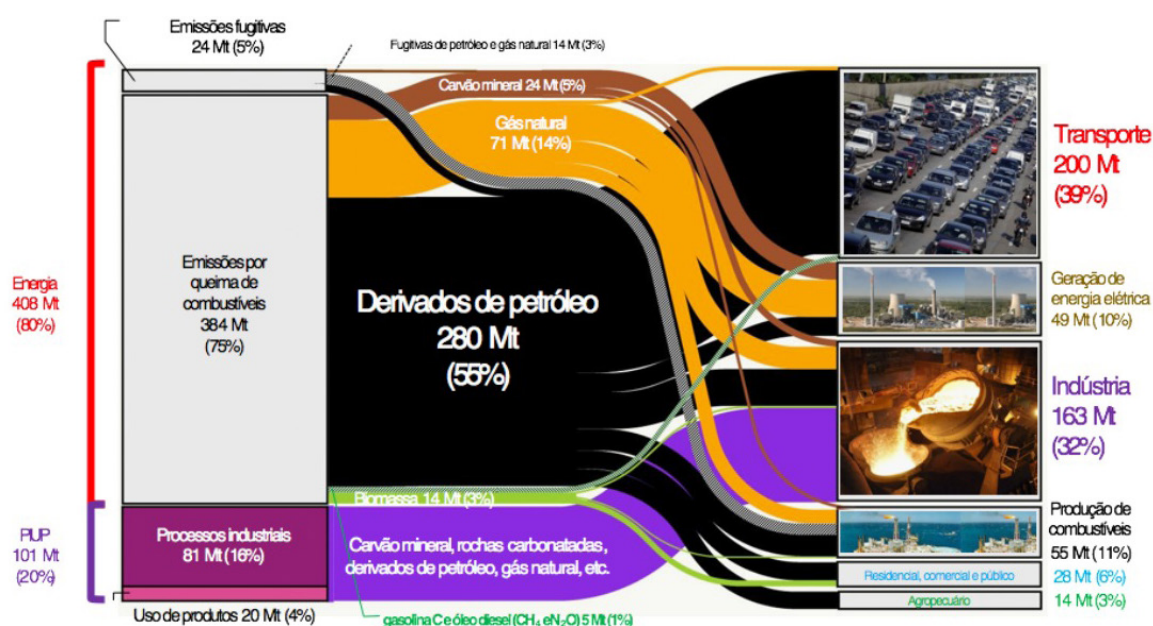 Emissões fugitivas
24 Mt (5%)
Fugitivas de petróleo e gás natural 14 Mt (3%)
Carvão mineral 24 Mt (5%)
Gás natural
71 Mt (14%)
Transporte
200 Mt
(39%)
Energia
408 Mt
(80%)
Emissões por
queima de
combustíveis
384 Mt
(75%)
Derivados de petróleo
280 Mt
(55%)
Geração de
energia elétrica
49 Mt (10%)
Indústria
163 Mt
(32%)
Biomassa 14 Mt (3%)
PIUP
101 Mt
(20%)
Processos industriais
81 Mt (16%)
Carvão mineral, rochas carbonatadas,
derivados de petróleo, gás natural, etc.
Produção de
combustíveis
55 Mt (11%)
Residencial, comercial e público
28 Mt (6%)
Agropecuário
14 Mt (3%)
Uso de produtos 20 Mt (4%)
gasolina C e óleo diesel (CH₄ e N₂O) 5 Mt (1%)